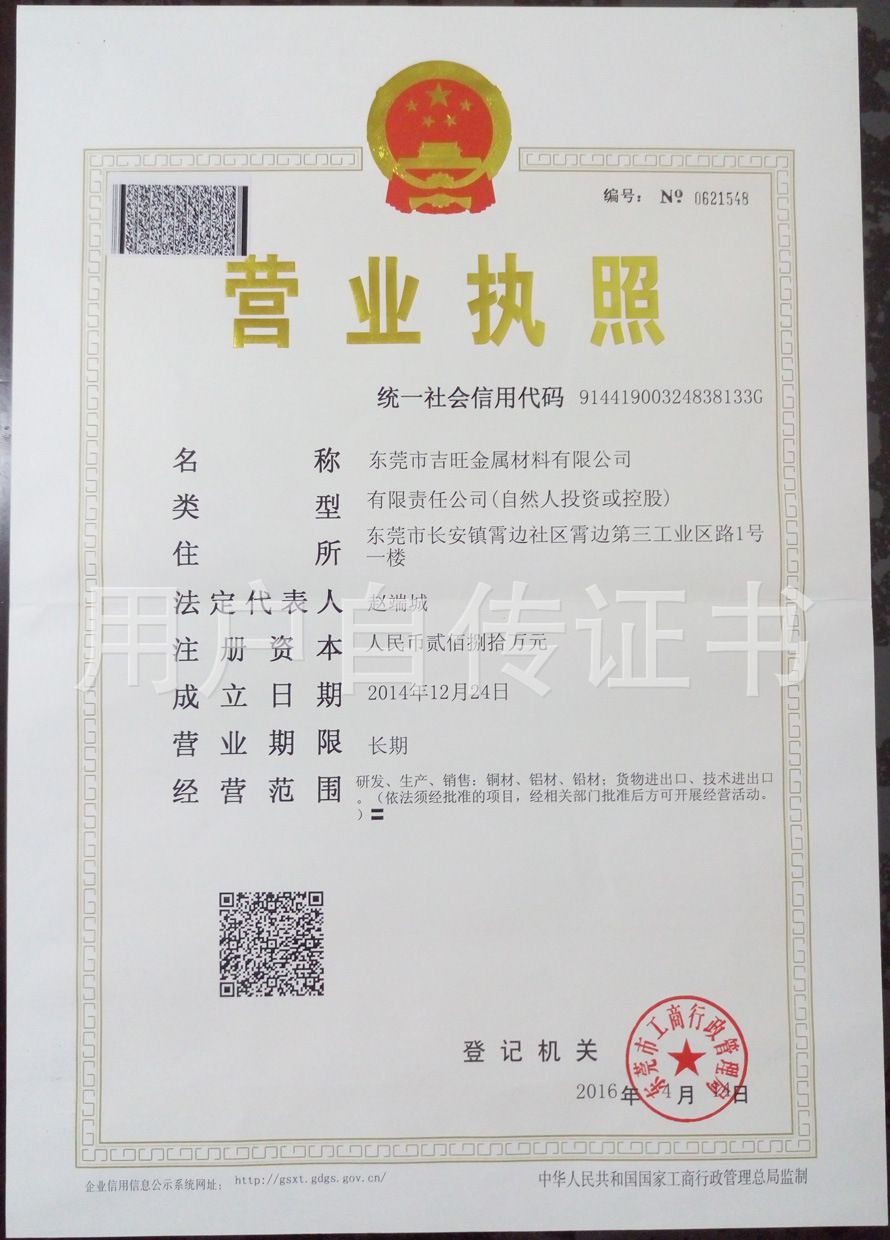 编号： № 0621548
营业执照
统一社会信用代码 91441900324838133G
名称 东莞市吉旺金属材料有限公司
类型 有限责任公司(自然人投资或控股)
住所 东莞市长安镇霄边社区霄边第三工业区路1号
一楼
法定代表人 赵端城
注册资本 人民币贰佰捌拾万元
成立日期 2014年12月24日
营业期限 长期
经营范围 研发、生产、销售：铜材、铝材、铅材；货物进出口、技术进出口
。（依法须经批准的项目，经相关部门批准后方可开展经营活动。
）〓
用户自传证书
登记机关
东莞市工商行政管理局
2016年4月14日
企业信用信息公示系统网址： http://gsxt.gdgs.gov.cn/
中华人民共和国国家工商行政管理总局监制